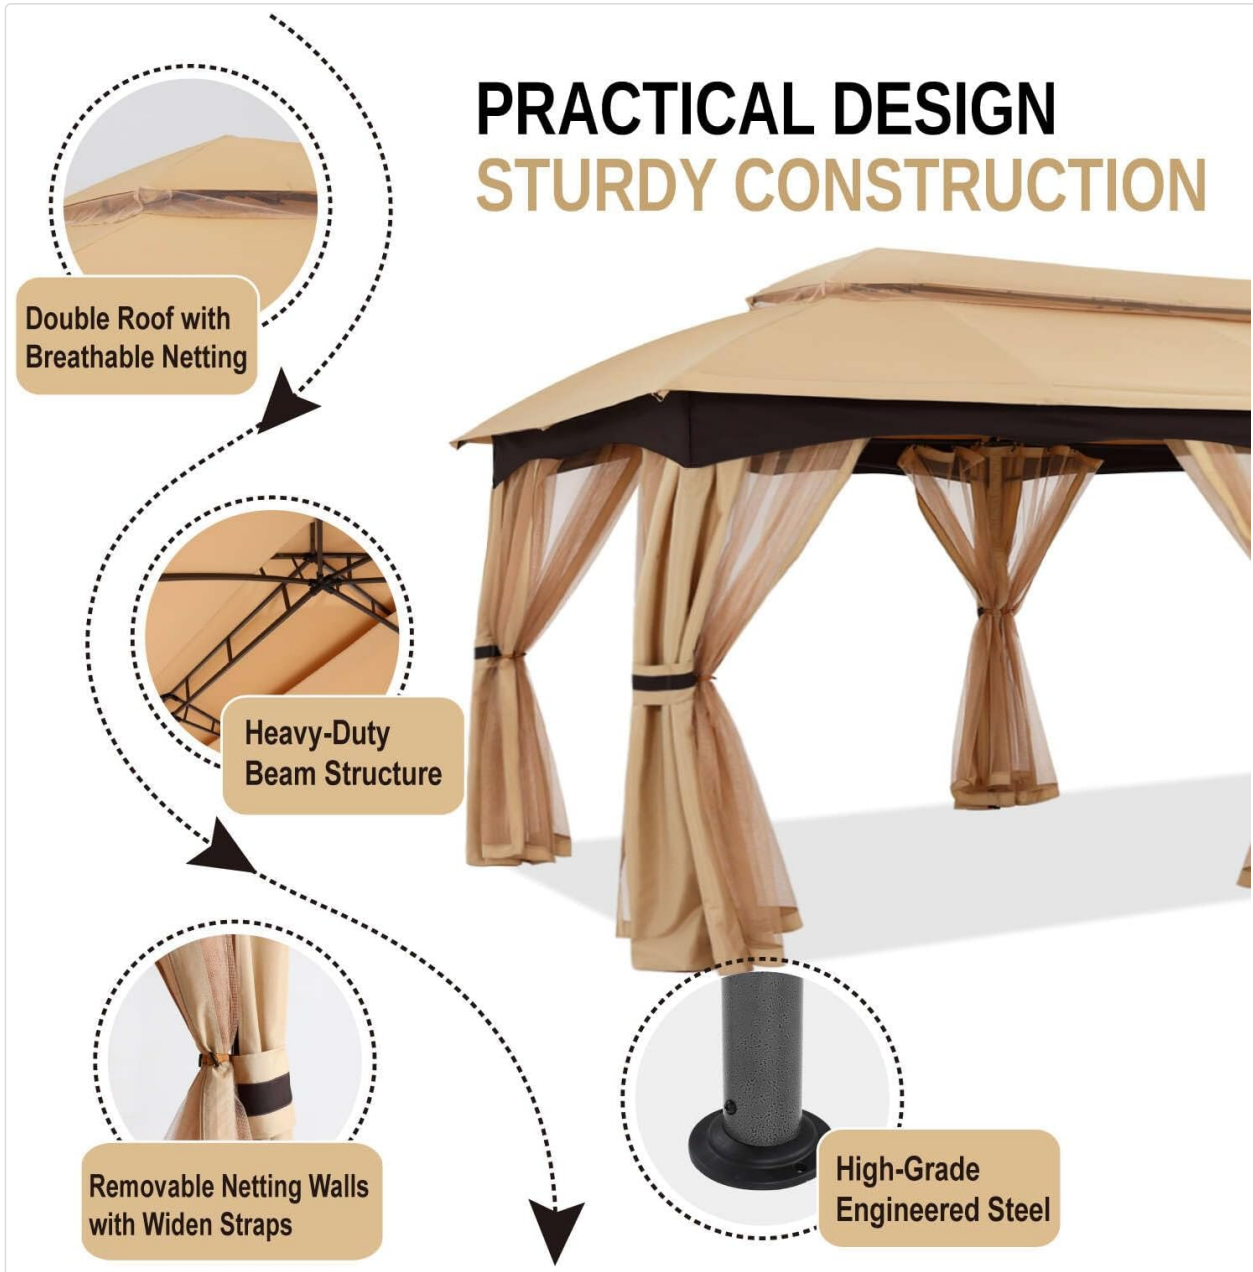 PRACTICAL DESIGN
STURDY CONSTRUCTION
Double Roof with
Breathable Netting
Heavy-Duty
Beam Structure
Removable Netting Walls
with Widen Straps
High-Grade
Engineered Steel